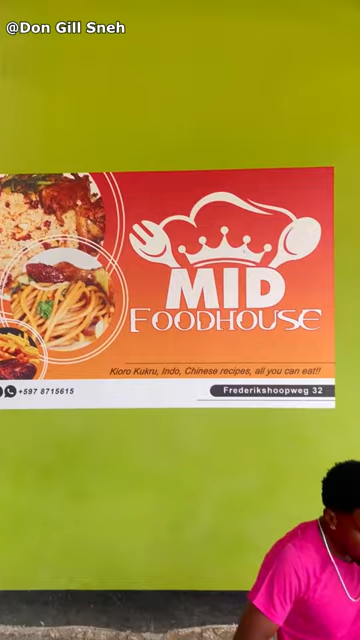 @Don Gill Sneh
MID
FOODHOUSE
Kioro Kukru, Indo, Chinese recipes, all you can eat!!
+597 8715615
Frederikshoopweg 32